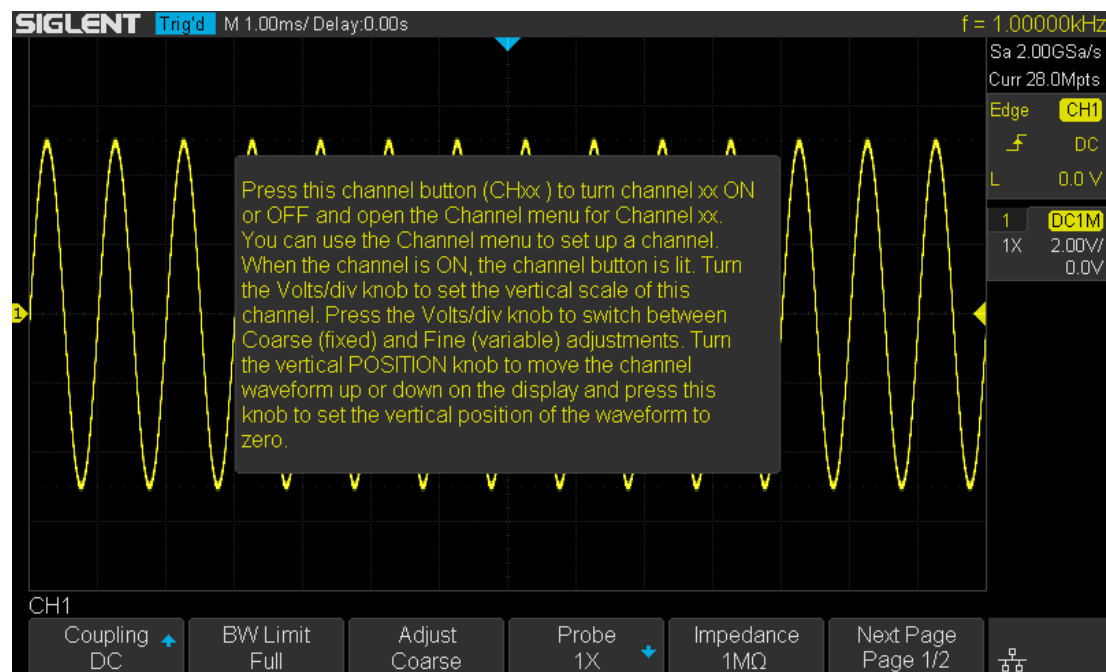 SIGLENT Trig'd M 1.00ms/ Delay:0.00s f = 1.00000kHz
Sa 2.00GSa/s
Curr 28.0Mpts
Edge CH1
DC
L 0.0 V
1 DC1M
1X 2.00V/
0.0V
Press this channel button (CHxx ) to turn channel xx ON
or OFF and open the Channel menu for Channel xx.
You can use the Channel menu to set up a channel.
When the channel is ON, the channel button is lit. Turn
the Volts/div knob to set the vertical scale of this
channel. Press the Volts/div knob to switch between
Coarse (fixed) and Fine (variable) adjustments. Turn
the vertical POSITION knob to move the channel
waveform up or down on the display and press this
knob to set the vertical position of the waveform to
zero.
1
CH1
Coupling
DC
BW Limit
Full
Adjust
Coarse
Probe
1X
Impedance
1MΩ
Next Page
Page 1/2